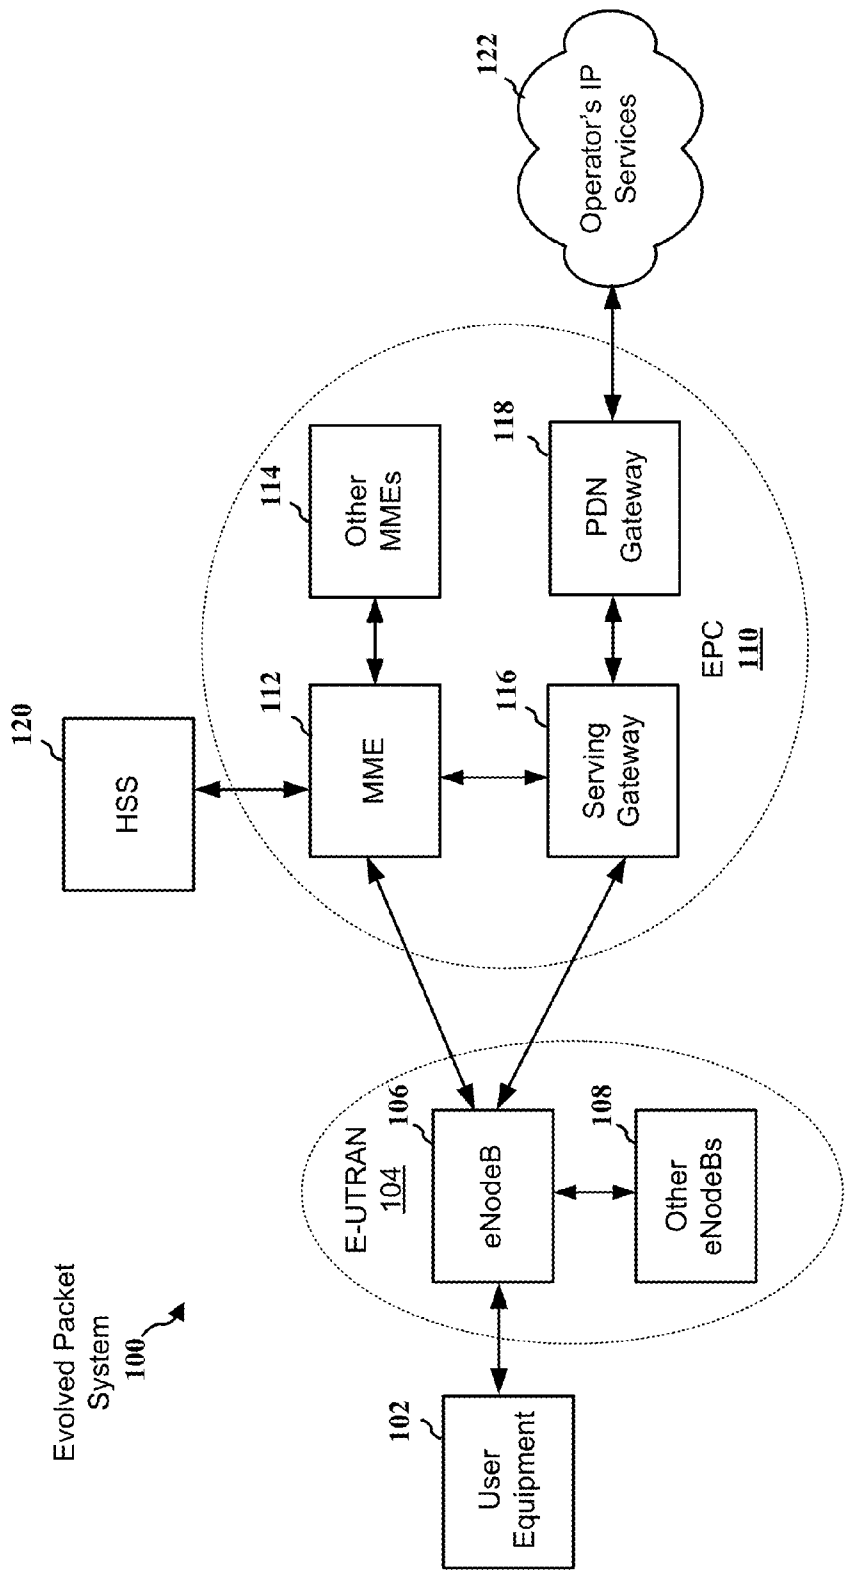 Evolved Packet
System
100
120
HSS
E-UTRAN
104
106
eNodeB
102
User
Equipment
108
Other
eNodeBs
112
MME
114
Other
MMEs
116
Serving
Gateway
118
PDN
Gateway
EPC
110
122
Operator's IP
Services